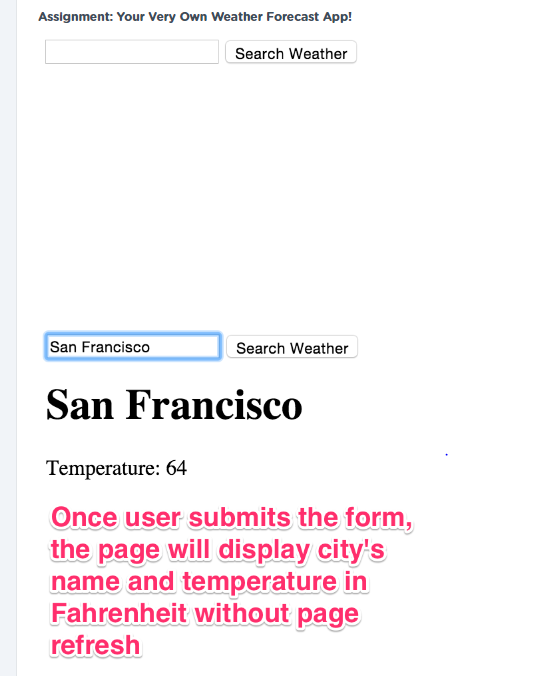 Assignment: Your Very Own Weather Forecast App!
Search Weather
San Francisco Search Weather
San Francisco
Temperature: 64
Once user submits the form,
the page will display city's
name and temperature in
Fahrenheit without page
refresh